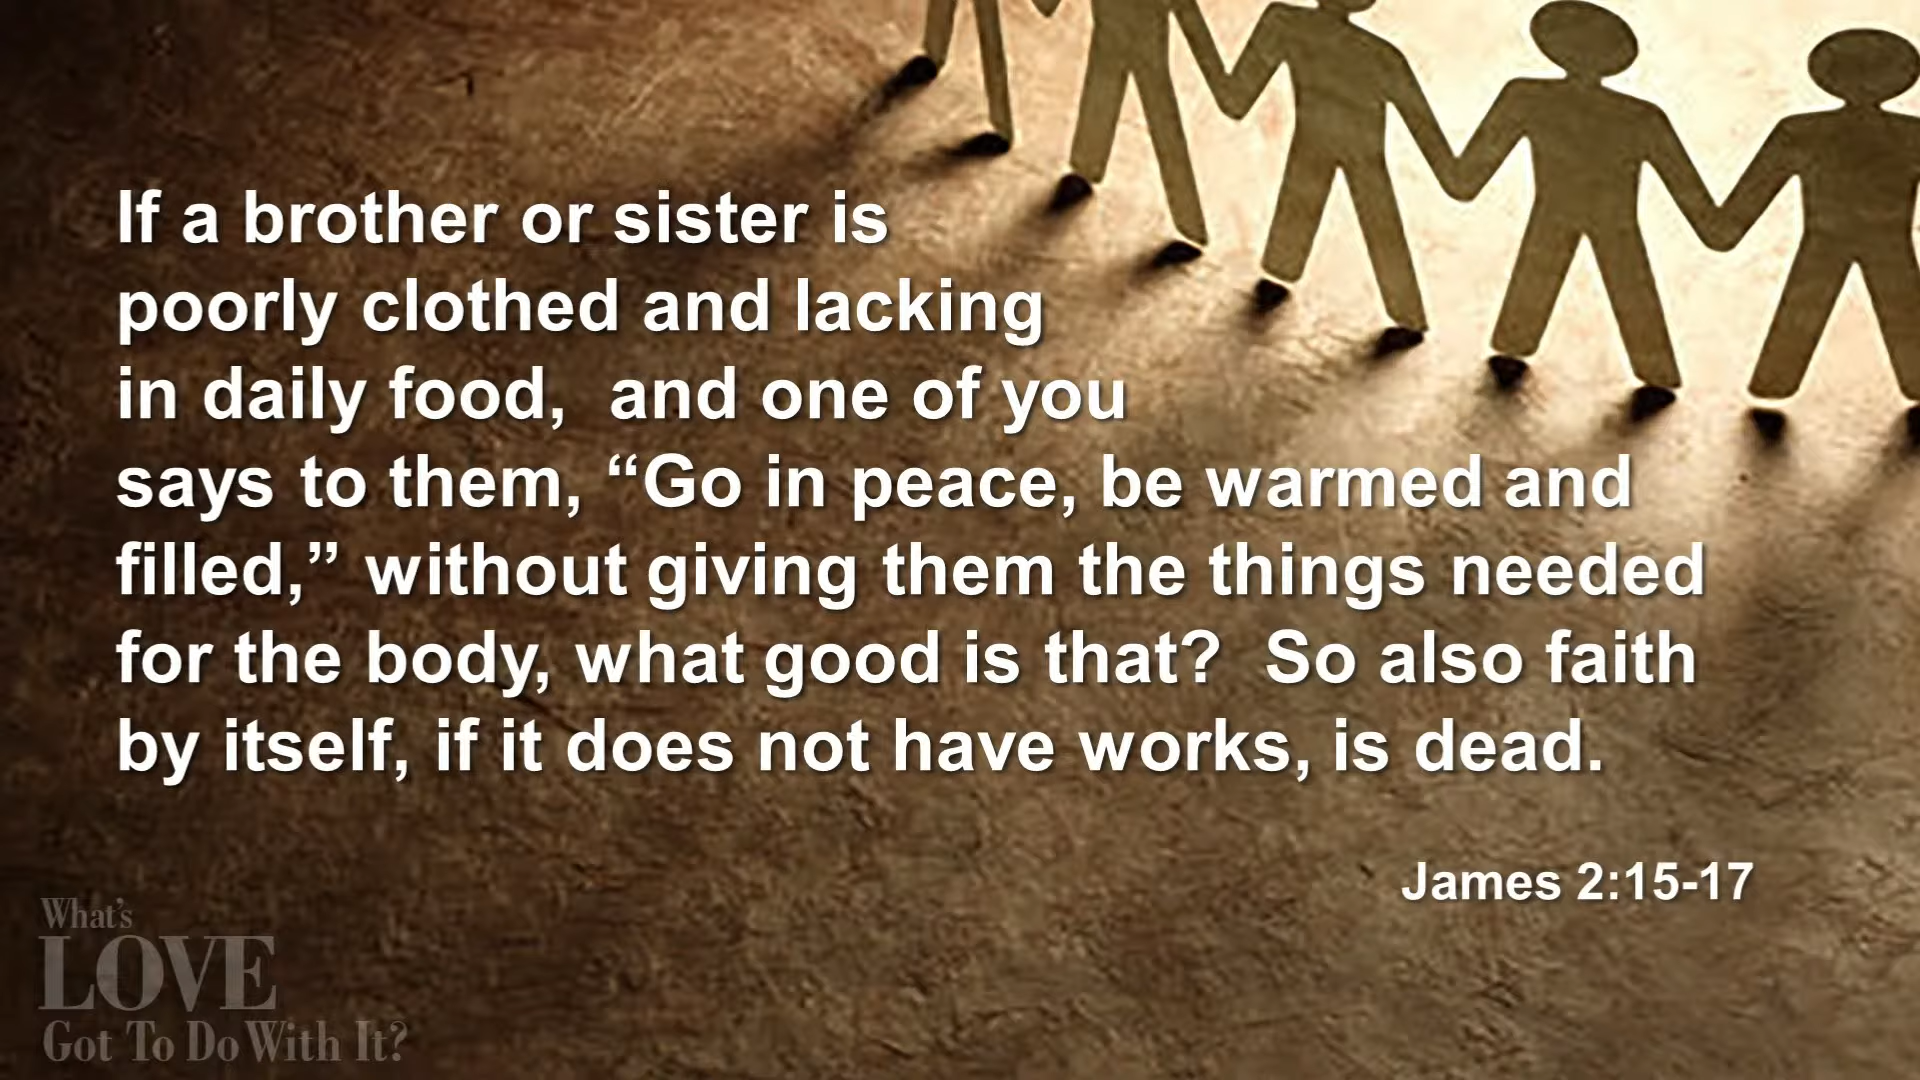 If a brother or sister is
poorly clothed and lacking
in daily food,  and one of you
says to them, “Go in peace, be warmed and
filled,” without giving them the things needed
for the body, what good is that?  So also faith
by itself, if it does not have works, is dead.
James 2:15-17
What's
LOVE
Got To Do With It?